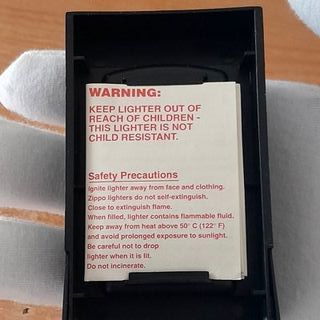 WARNING:
KEEP LIGHTER OUT OF
REACH OF CHILDREN -
THIS LIGHTER IS NOT
CHILD RESISTANT.
Safety Precautions
Ignite lighter away from face and clothing.
Zippo lighters do not self-extinguish.
Close to extinguish flame.
When filled, lighter contains flammable fluid.
Keep away from heat above 50° C (122° F)
and avoid prolonged exposure to sunlight.
Be careful not to drop
lighter when it is lit.
Do not incinerate.